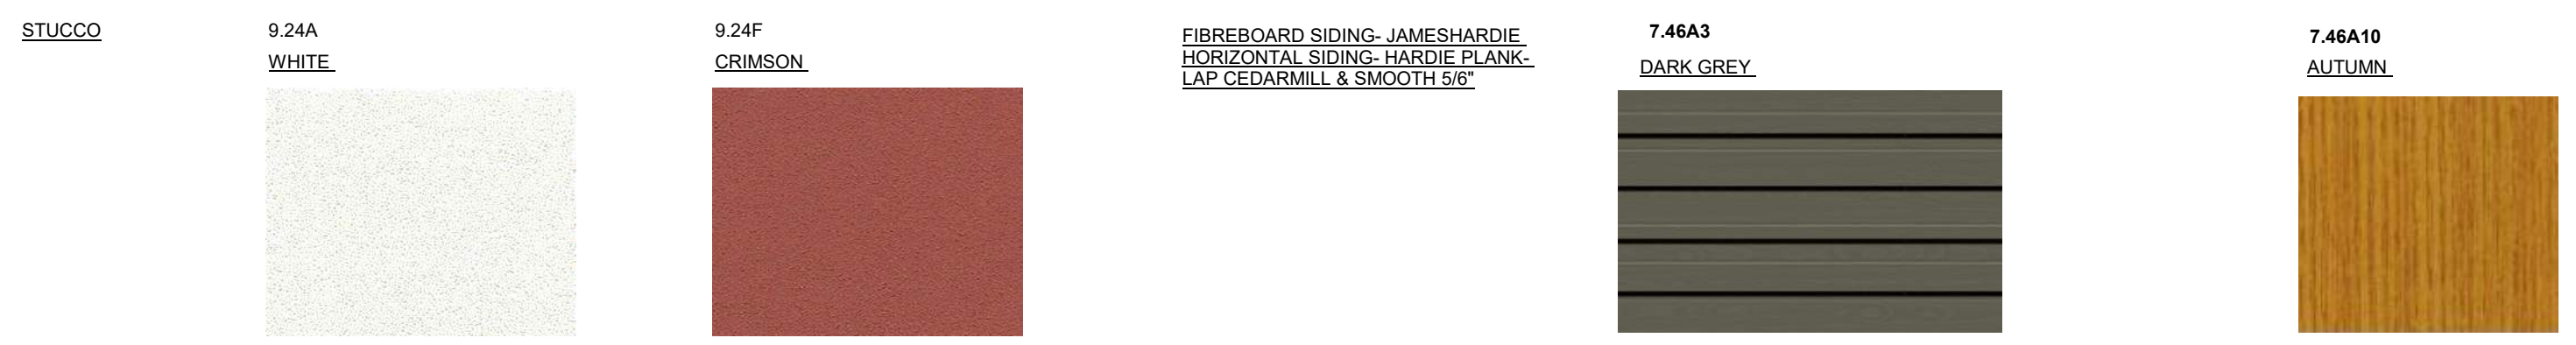 STUCCO
9.24A
WHITE
9.24F
CRIMSON
FIBREBOARD SIDING- JAMESHARDIE
HORIZONTAL SIDING- HARDIE PLANK-
LAP CEDARMILL & SMOOTH 5/6"
7.46A3
DARK GREY
7.46A10
AUTUMN